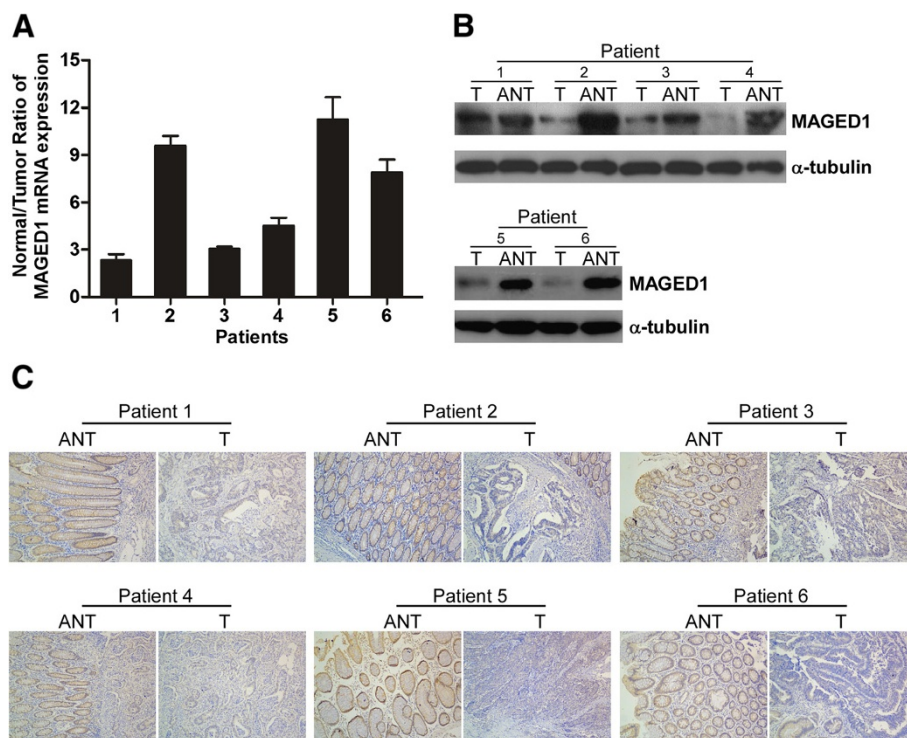 A
Normal/Tumor Ratio of
MAGED1 mRNA expression
15
12
9
6
3
0
1 2 3 4 5 6
Patients
B
Patient
1 2 3 4
T ANT T ANT T ANT T ANT
MAGED1
α-tubulin
Patient
5 6
T ANT T ANT
MAGED1
α-tubulin
C
Patient 1 Patient 2 Patient 3
ANT T ANT T ANT T
Patient 4 Patient 5 Patient 6
ANT T ANT T ANT T